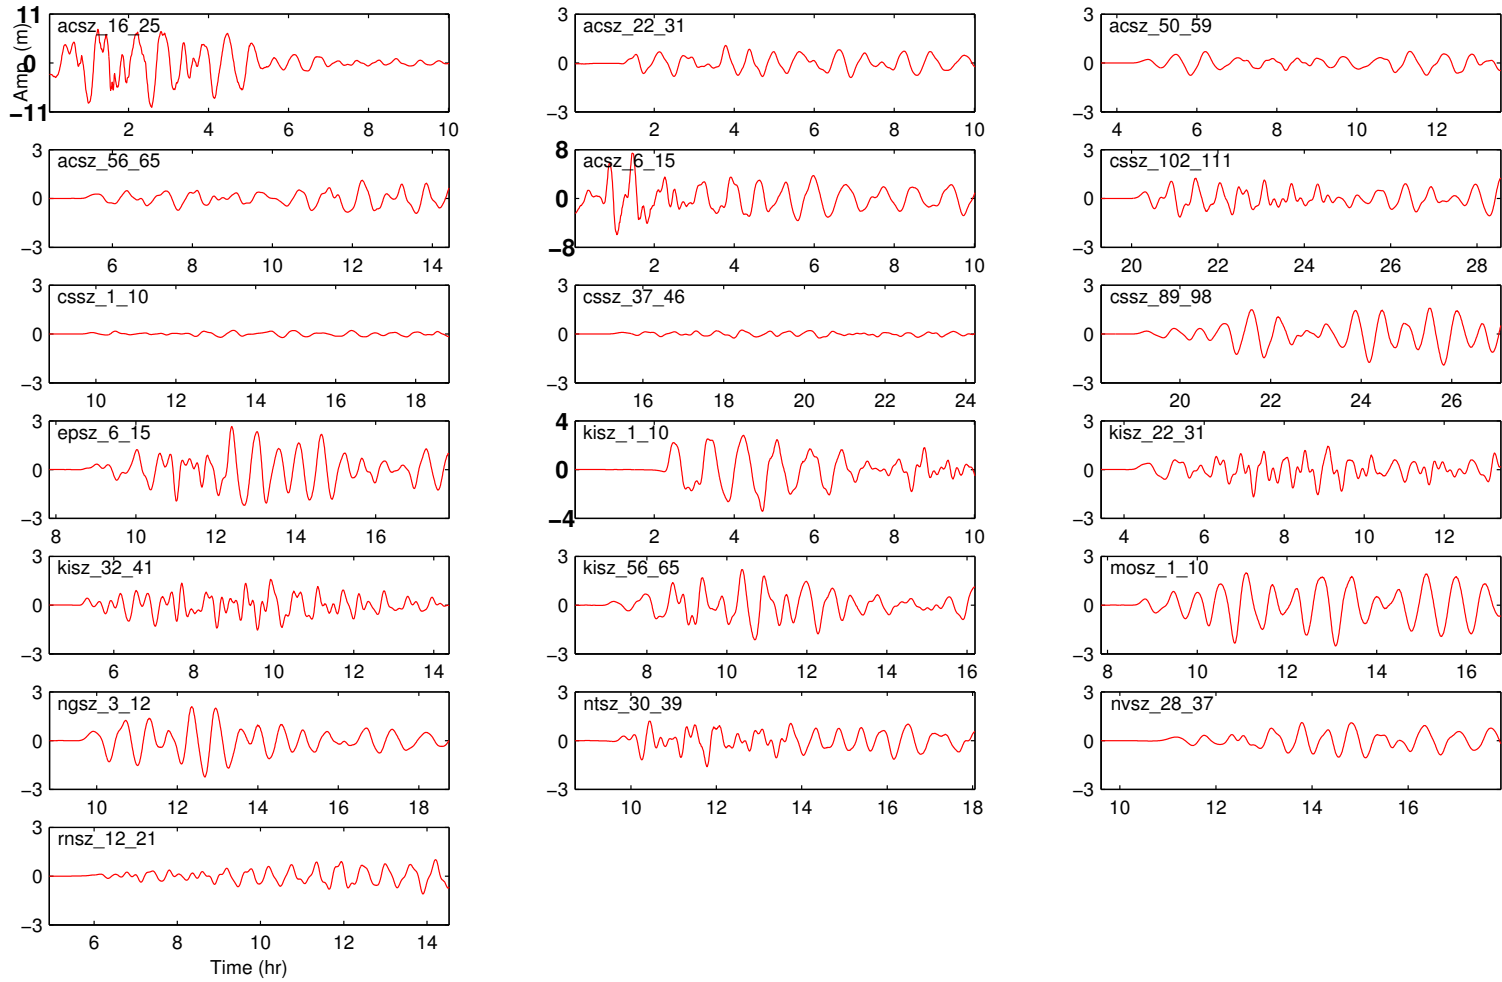 11
acsz_16_25
Amp. (m)
0
−11
2 4 6 8 10
3
acsz_22_31
0
−3
2 4 6 8 10
3
acsz_50_59
0
−3
4 6 8 10 12
3
acsz_56_65
0
−3
6 8 10 12 14
8
acsz_6_15
0
−8
2 4 6 8 10
3
cssz_102_111
0
−3
20 22 24 26 28
3
cssz_1_10
0
−3
10 12 14 16 18
3
cssz_37_46
0
−3
16 18 20 22 24
3
cssz_89_98
0
−3
20 22 24 26
3
epsz_6_15
0
−3
8 10 12 14 16
4
kisz_1_10
0
−4
2 4 6 8 10
3
kisz_22_31
0
−3
4 6 8 10 12
3
kisz_32_41
0
−3
6 8 10 12 14
3
kisz_56_65
0
−3
8 10 12 14 16
3
mosz_1_10
0
−3
8 10 12 14 16
3
ngsz_3_12
0
−3
10 12 14 16 18
3
ntsz_30_39
0
−3
10 12 14 16 18
3
nvsz_28_37
0
−3
10 12 14 16
3
rnsz_12_21
0
−3
6 8 10 12 14
Time (hr)